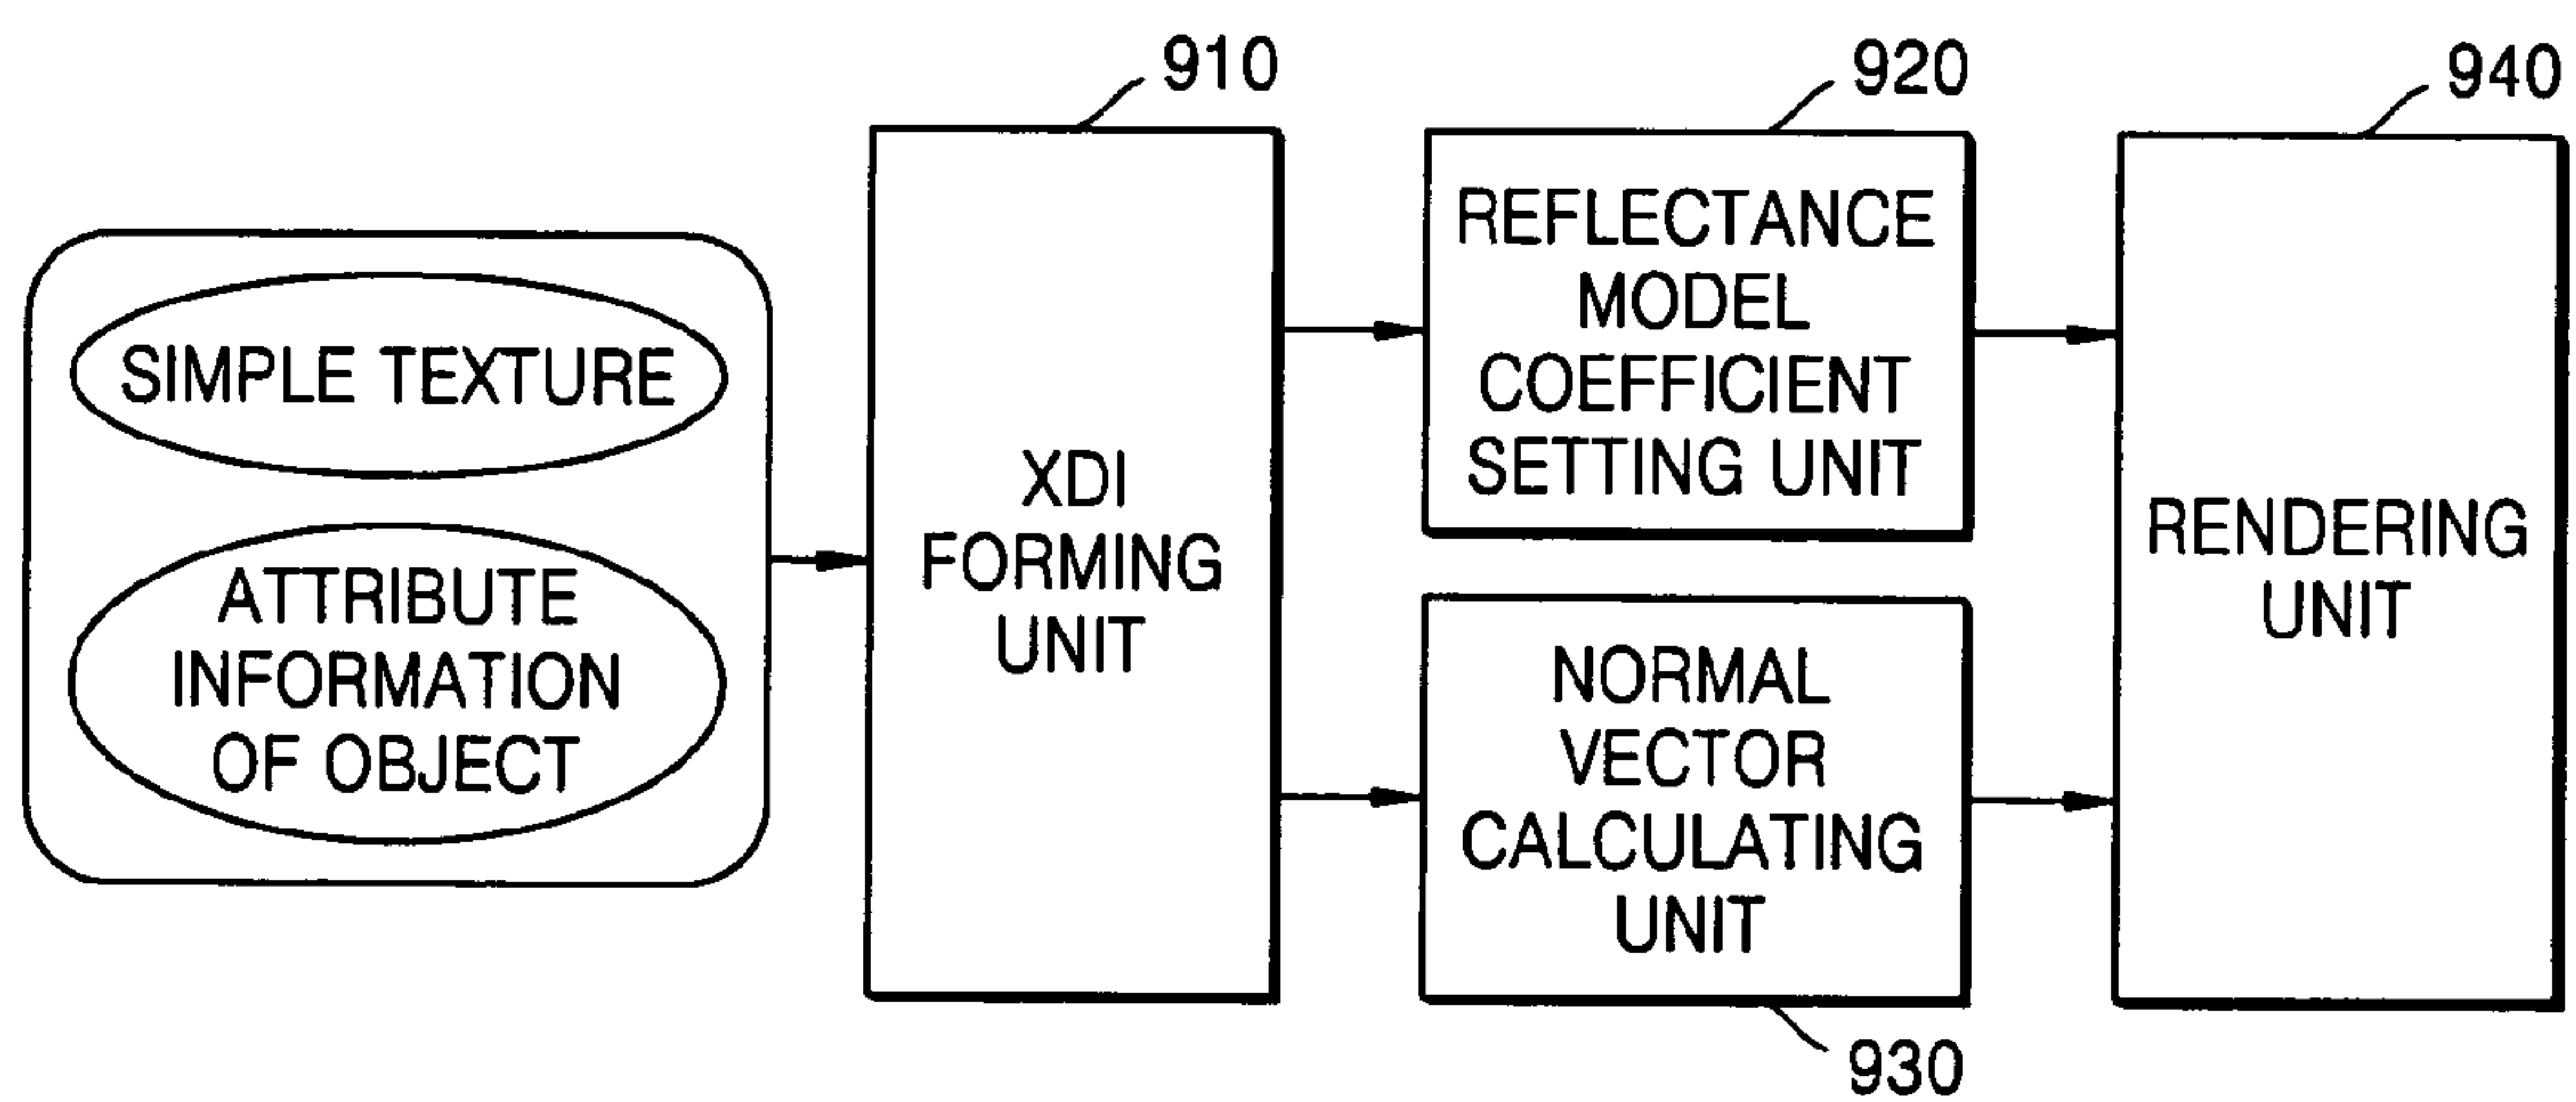 910
920
940
SIMPLE TEXTURE
ATTRIBUTE
INFORMATION
OF OBJECT
XDI
FORMING
UNIT
REFLECTANCE
MODEL
COEFFICIENT
SETTING UNIT
NORMAL
VECTOR
CALCULATING
UNIT
930
RENDERING
UNIT